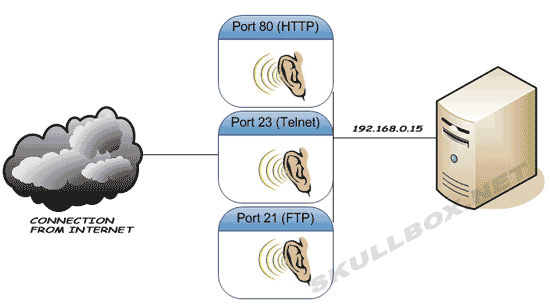 Port 80 (HTTP)
Port 23 (Telnet)
192.168.0.15
CONNECTION
FROM INTERNET
Port 21 (FTP)
SKULLBOX.NET